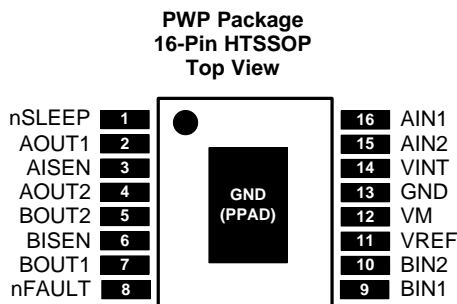 PWP Package
16-Pin HTSSOP
Top View
nSLEEP 1 16 AIN1
AOUT1 2 15 AIN2
AISEN 3 14 VINT
AOUT2 4 GND 13 GND
BOUT2 5 (PPAD) 12 VM
BISEN 6 11 VREF
BOUT1 7 10 BIN2
nFAULT 8 9 BIN1